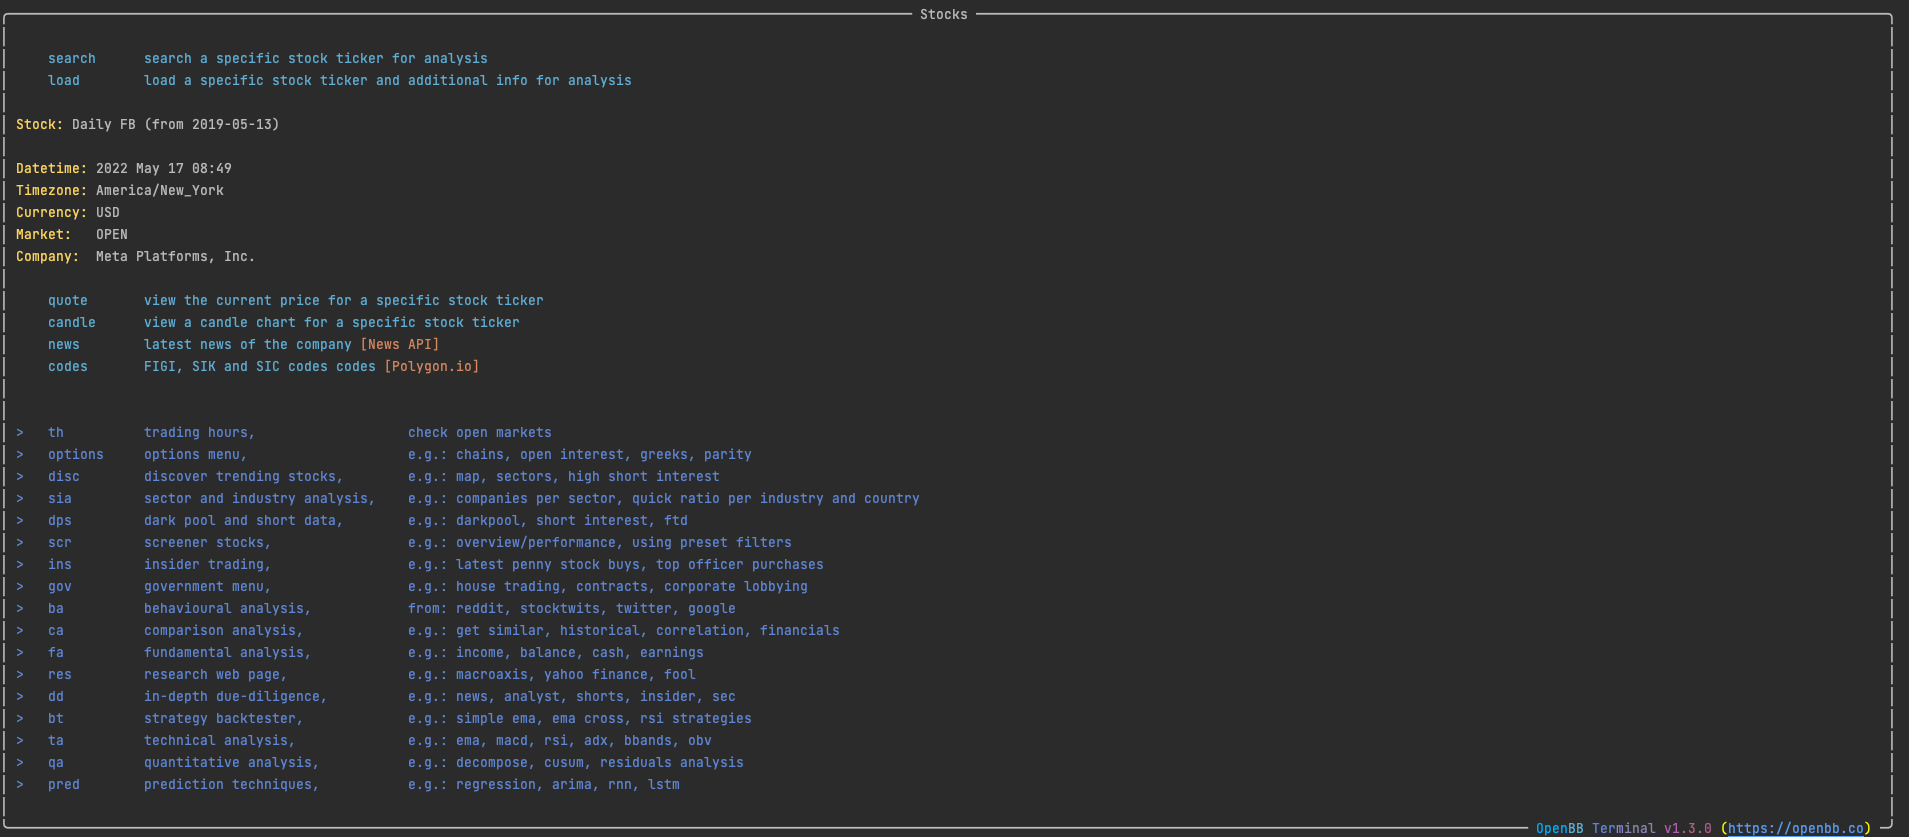 Stocks
search      search a specific stock ticker for analysis
load        load a specific stock ticker and additional info for analysis
Stock: Daily FB (from 2019-05-13)
Datetime: 2022 May 17 08:49
Timezone: America/New_York
Currency: USD
Market:   OPEN
Company:  Meta Platforms, Inc.
quote       view the current price for a specific stock ticker
candle      view a candle chart for a specific stock ticker
news        latest news of the company [News API]
codes       FIGI, SIK and SIC codes codes [Polygon.io]
>   th          trading hours,                   check open markets
>   options     options menu,                    e.g.: chains, open interest, greeks, parity
>   disc        discover trending stocks,        e.g.: map, sectors, high short interest
>   sia         sector and industry analysis,    e.g.: companies per sector, quick ratio per industry and country
>   dps         dark pool and short data,        e.g.: darkpool, short interest, ftd
>   scr         screener stocks,                 e.g.: overview/performance, using preset filters
>   ins         insider trading,                 e.g.: latest penny stock buys, top officer purchases
>   gov         government menu,                 e.g.: house trading, contracts, corporate lobbying
>   ba          behavioural analysis,            from: reddit, stocktwits, twitter, google
>   ca          comparison analysis,             e.g.: get similar, historical, correlation, financials
>   fa          fundamental analysis,            e.g.: income, balance, cash, earnings
>   res         research web page,               e.g.: macroaxis, yahoo finance, fool
>   dd          in-depth due-diligence,          e.g.: news, analyst, shorts, insider, sec
>   bt          strategy backtester,             e.g.: simple ema, ema cross, rsi strategies
>   ta          technical analysis,              e.g.: ema, macd, rsi, adx, bbands, obv
>   qa          quantitative analysis,           e.g.: decompose, cusum, residuals analysis
>   pred        prediction techniques,           e.g.: regression, arima, rnn, lstm
OpenBB Terminal v1.3.0 (https://openbb.co)